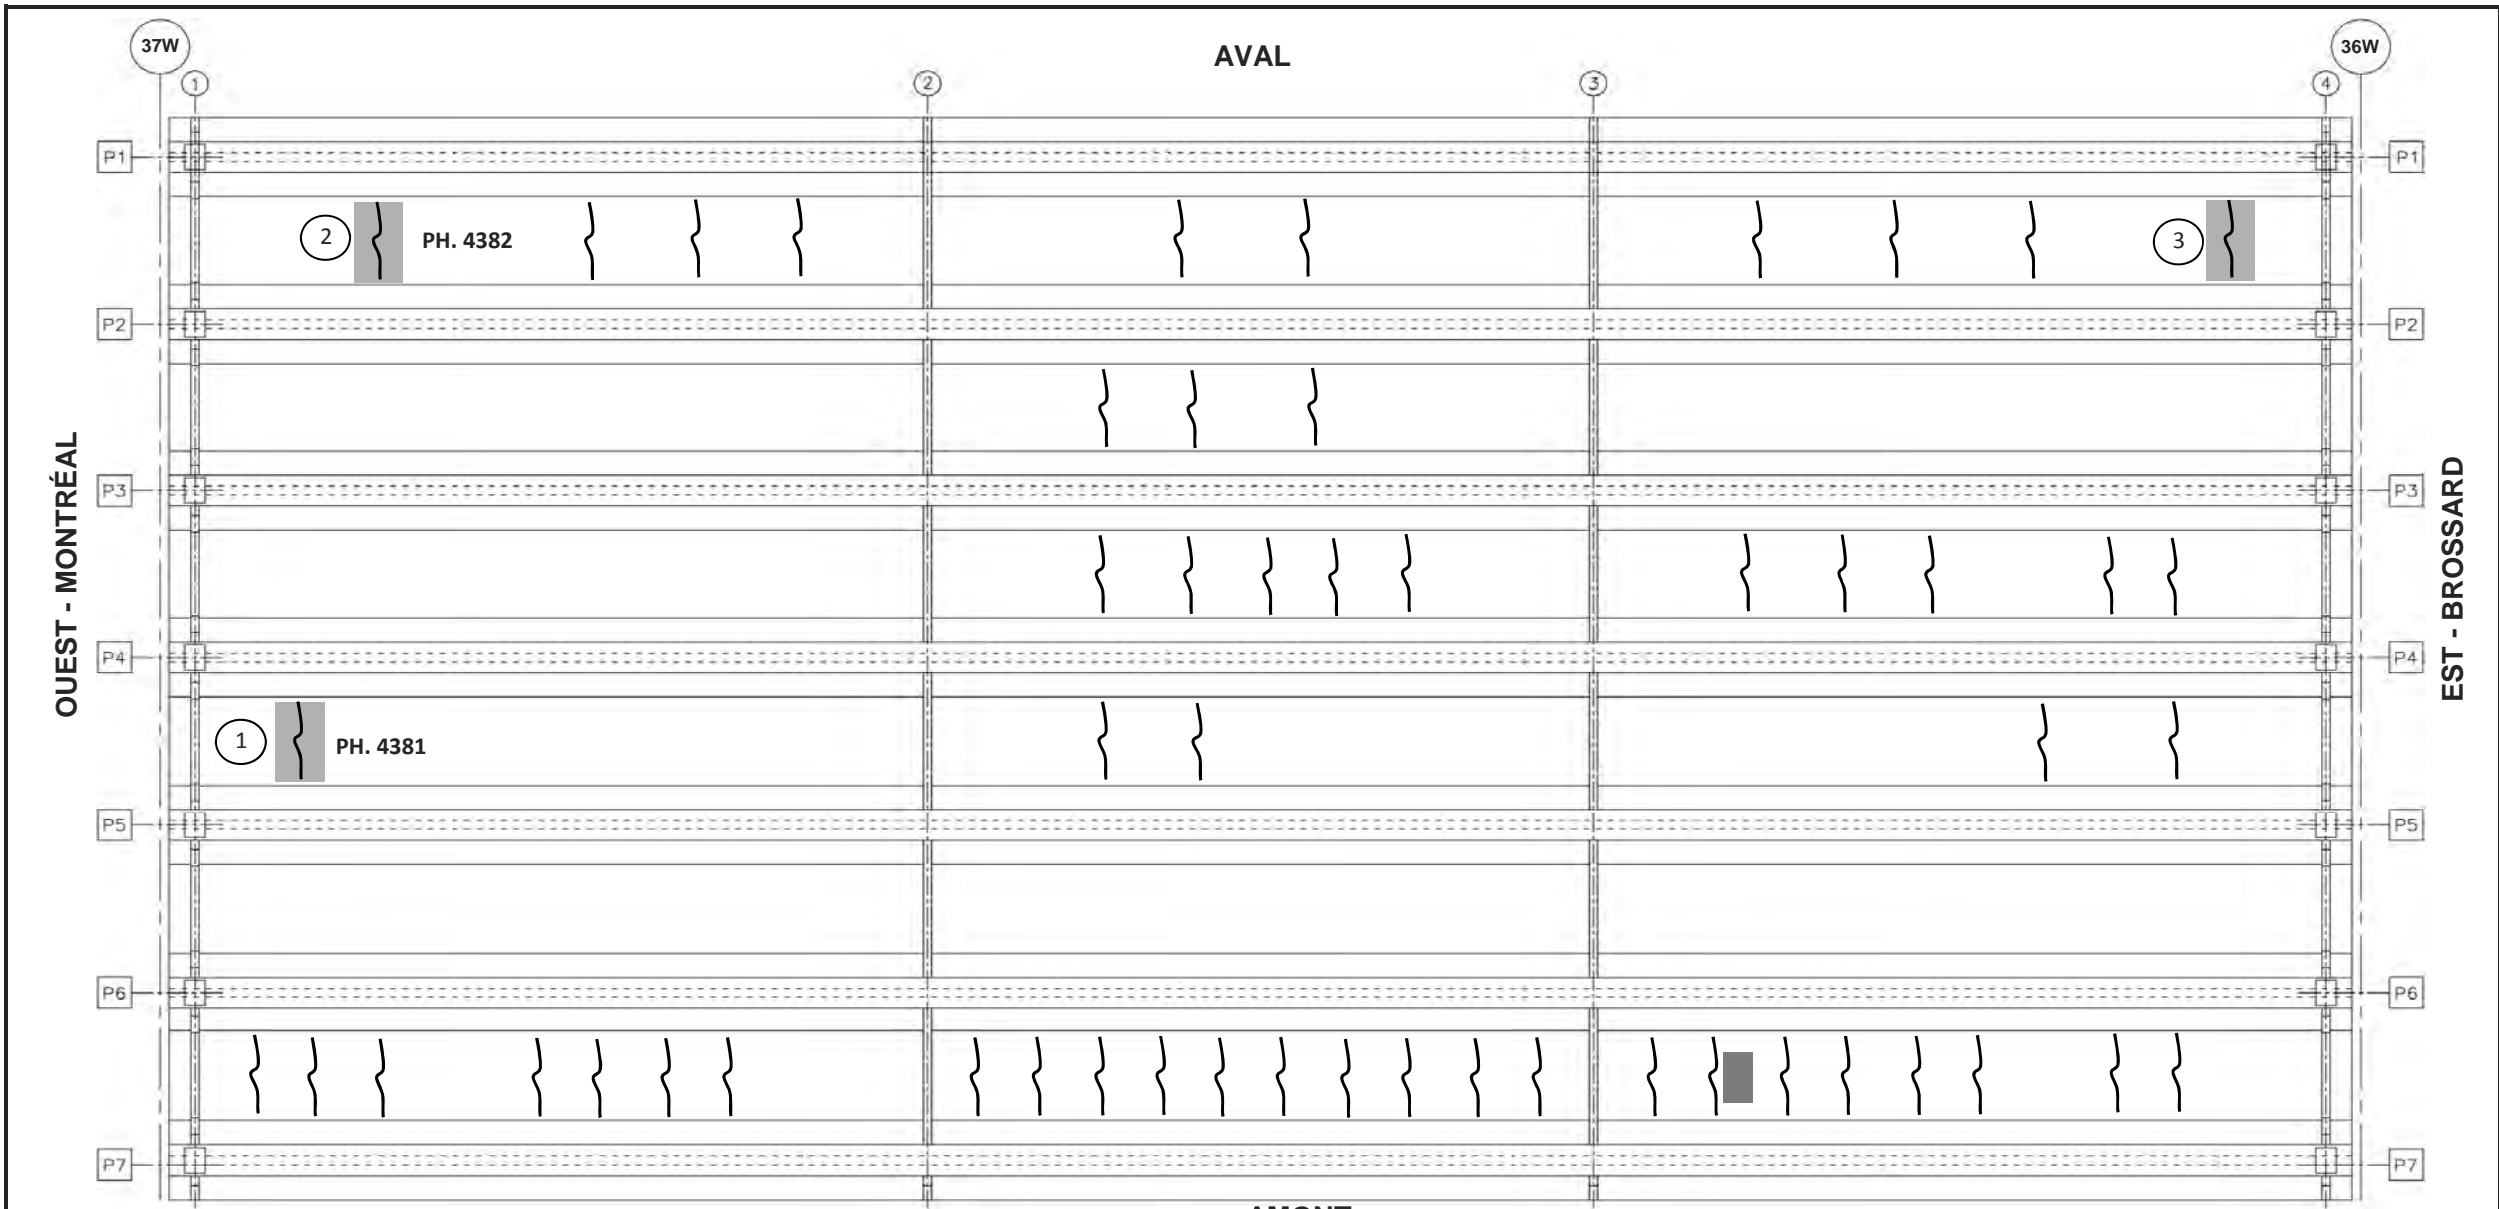 37W
AVAL
36W
1
2
3
4
P1
P1
2
PH. 4382
3
P2
P2
OUEST - MONTRÉAL
EST - BROSSARD
P3
P3
P4
P4
1
PH. 4381
P5
P5
P6
P6
P7
P7
AMONT